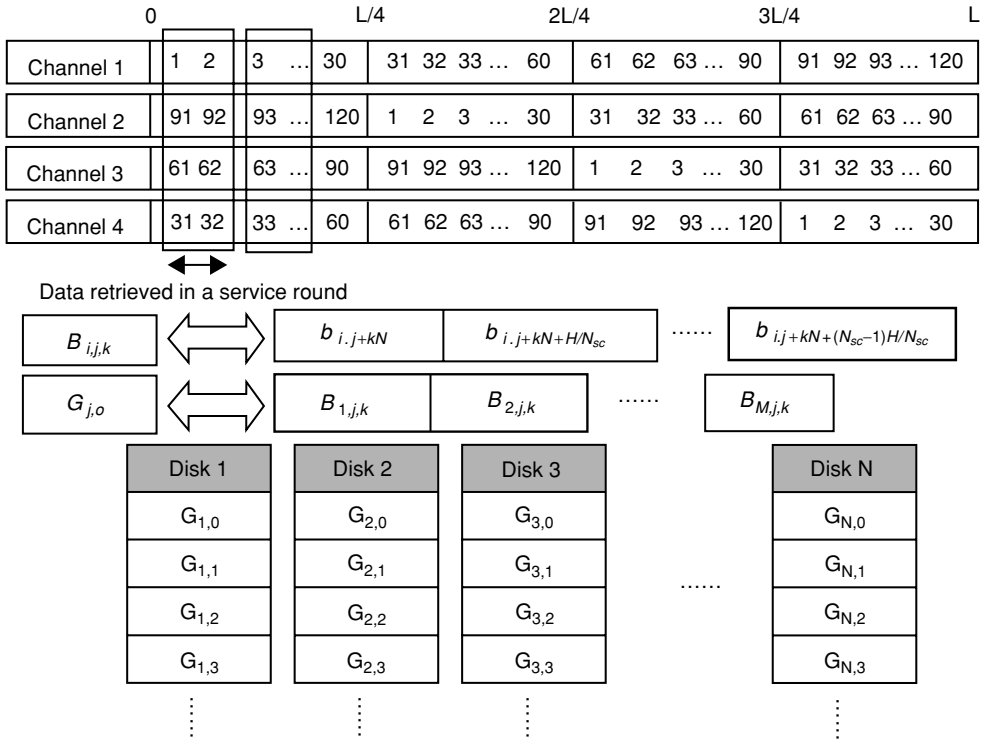 0 L/4 2L/4 3L/4 L
Channel 1 1 2 3 ... 30 31 32 33 ... 60 61 62 63 ... 90 91 92 93 ... 120
Channel 2 91 92 93 ... 120 1 2 3 ... 30 31 32 33 ... 60 61 62 63 ... 90
Channel 3 61 62 63 ... 90 91 92 93 ... 120 1 2 3 ... 30 31 32 33 ... 60
Channel 4 31 32 33 ... 60 61 62 63 ... 90 91 92 93 ... 120 1 2 3 ... 30
Data retrieved in a service round
B i,j,k b i.j+kN b i.j+kN+H/Nsc ...... b i.j+kN+(Nsc−1)H/Nsc
G j,o B1,j,k B2,j,k ...... BM,j,k
Disk 1 Disk 2 Disk 3 Disk N
G1,0 G2,0 G3,0 GN,0
G1,1 G2,1 G3,1 ...... GN,1
G1,2 G2,2 G3,2 GN,2
G1,3 G2,3 G3,3 GN,3